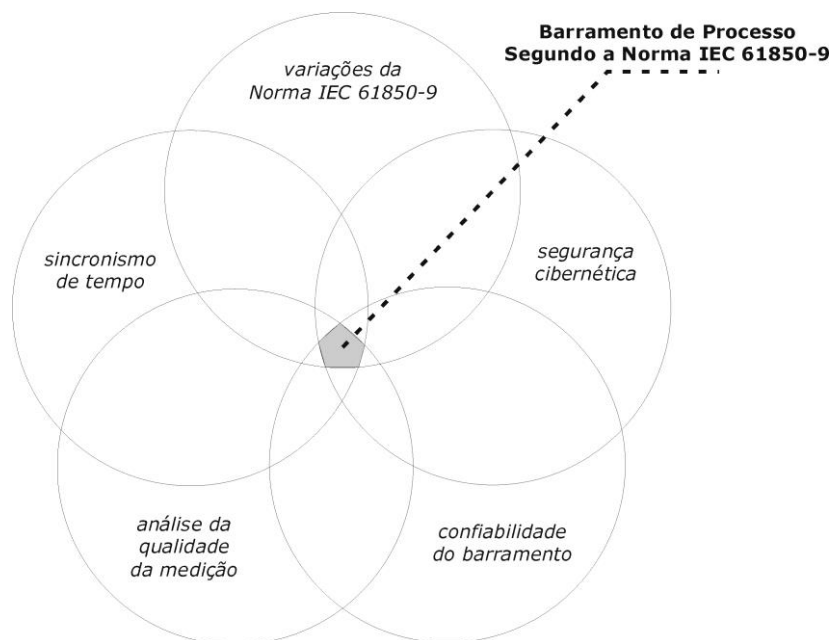 Barramento de Processo
Segundo a Norma IEC 61850-9
variações da
Norma IEC 61850-9
sincronismo
de tempo
segurança
cibernética
análise da
qualidade
da medição
confiabilidade
do barramento